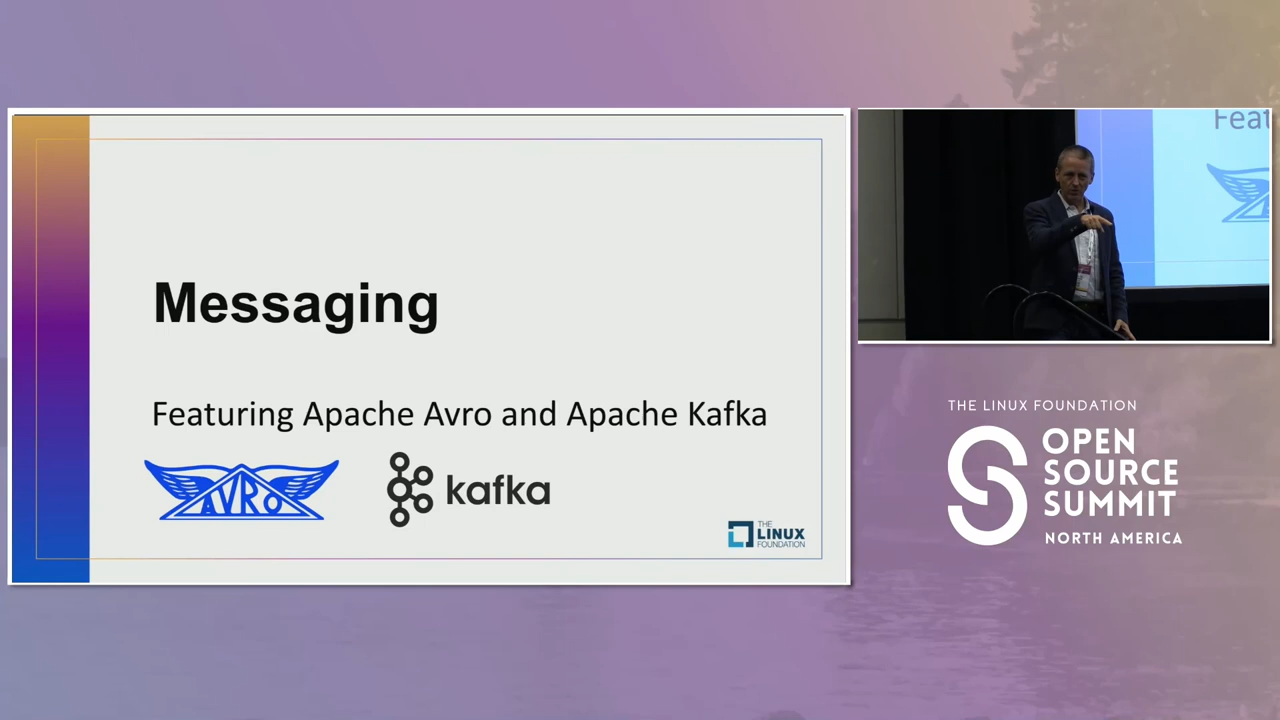 Messaging
Featuring Apache Avro and Apache Kafka
AVRO
kafka
THE
LINUX
FOUNDATION
Feat
THE LINUX FOUNDATION
OPEN
SOURCE
SUMMIT
NORTH AMERICA